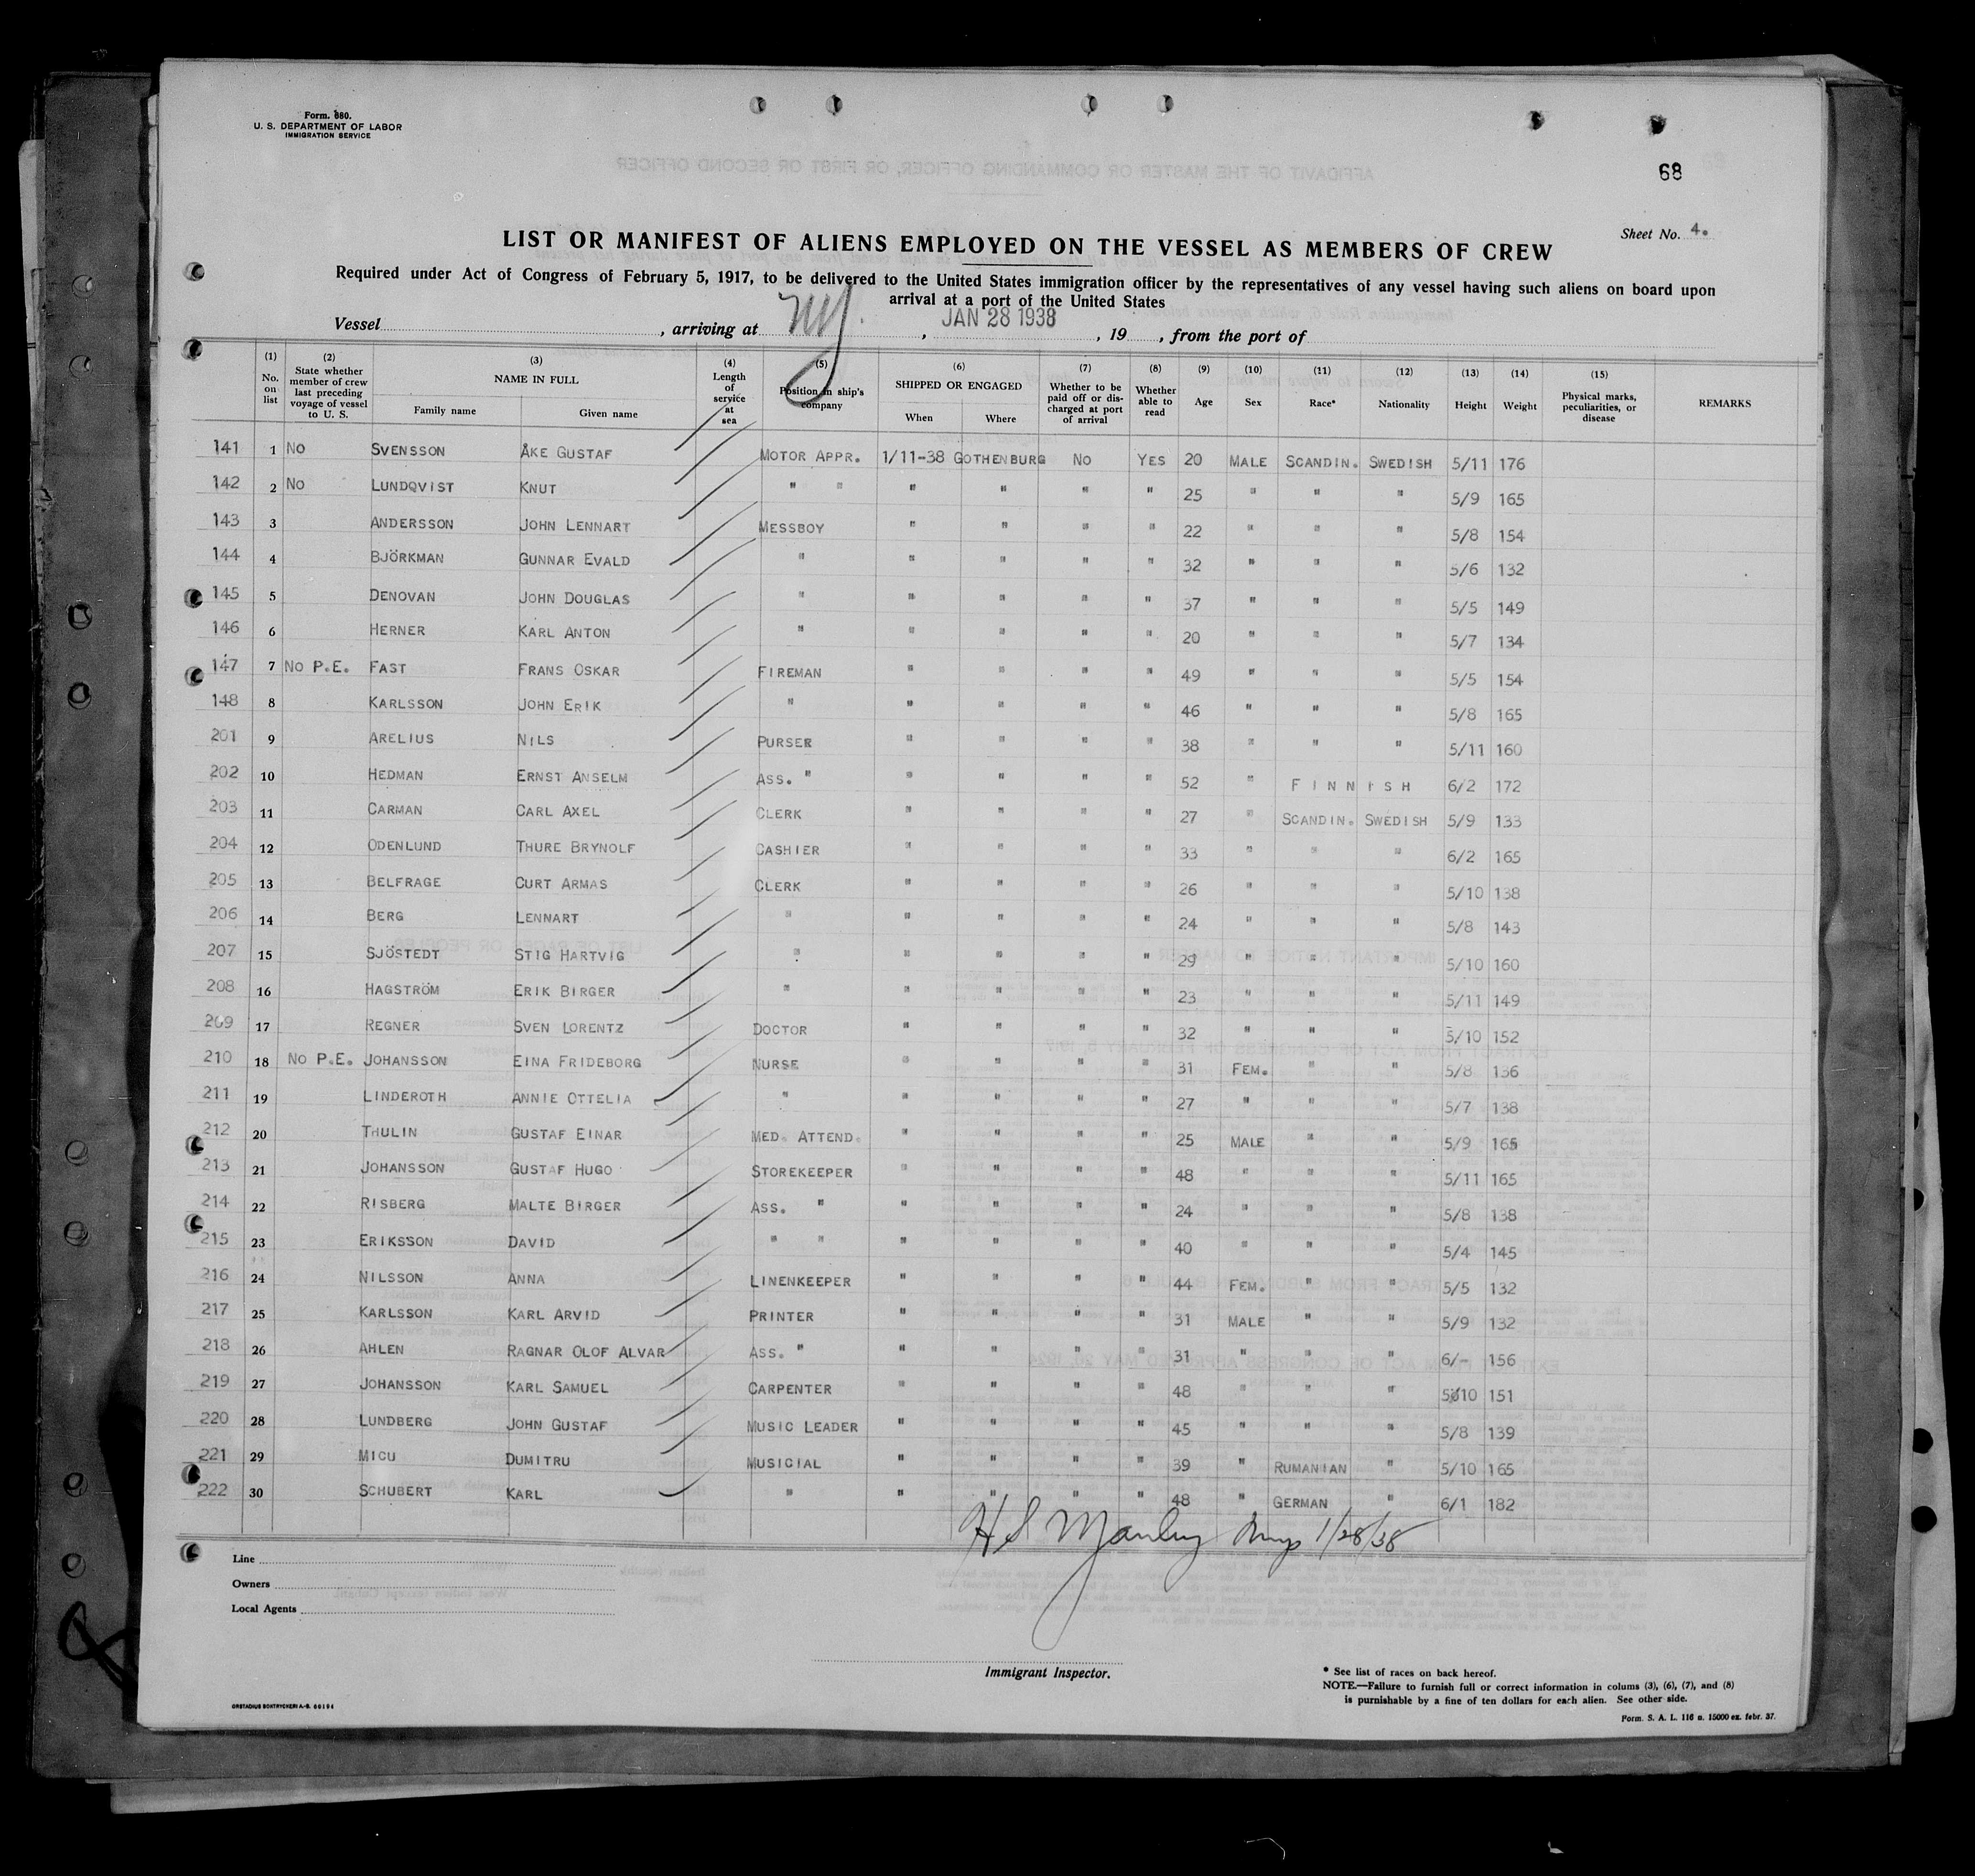 Form. 680.
U. S. DEPARTMENT OF LABOR
IMMIGRATION SERVICE
68
Sheet No. 4.
LIST OR MANIFEST OF ALIENS EMPLOYED ON THE VESSEL AS MEMBERS OF CREW
Required under Act of Congress of February 5, 1917, to be delivered to the United States immigration officer by the representatives of any vessel having such aliens on board upon
arrival at a port of the United States
Vessel , arriving at NY. , JAN 28 1938 , 19 , from the port of
(1) No. on list (2) State whether member of crew last preceding voyage of vessel to U. S. (3) NAME IN FULL Family name Given name (4) Length of service at sea (5) Position in ship's company (6) SHIPPED OR ENGAGED When Where (7) Whether to be paid off or discharged at port of arrival (8) Whether able to read (9) Age (10) Sex (11) Race* (12) Nationality (13) Height (14) Weight (15) Physical marks, peculiarities, or disease REMARKS
141 1 NO SVENSSON ÅKE GUSTAF MOTOR APPR. 1/11-38 GOTHENBURG NO YES 20 MALE SCANDIN. SWEDISH 5/11 176
142 2 NO LUNDQVIST KNUT " " " " " " 25 " " " 5/9 165
143 3 ANDERSSON JOHN LENNART MESSBOY " " " " 22 " " " 5/8 154
144 4 BJÖRKMAN GUNNAR EVALD " " " " " 32 " " " 5/6 132
145 5 DENOVAN JOHN DOUGLAS " " " " " 37 " " " 5/5 149
146 6 HERNER KARL ANTON " " " " " 20 " " " 5/7 134
147 7 NO P.E. FAST FRANS OSKAR FIREMAN " " " " 49 " " " 5/5 154
148 8 KARLSSON JOHN ERIK " " " " " 46 " " " 5/8 165
201 9 ARELIUS NILS PURSER " " " " 38 " " " 5/11 160
202 10 HEDMAN ERNST ANSELM ASS. " " " " " 52 " FINNISH 6/2 172
203 11 CARMAN CARL AXEL CLERK " " " " 27 " SCANDIN. SWEDISH 5/9 133
204 12 ODENLUND THURE BRYNOLF CASHIER " " " " 33 " " " 6/2 165
205 13 BELFRAGE CURT ARMAS CLERK " " " " 26 " " " 5/10 138
206 14 BERG LENNART " " " " " 24 " " " 5/8 143
207 15 SJÖSTEDT STIG HARTVIG " " " " " 29 " " " 5/10 160
208 16 HAGSTRÖM ERIK BIRGER " " " " " 23 " " " 5/11 149
209 17 REGNER SVEN LORENTZ DOCTOR " " " " 32 " " " 5/10 152
210 18 NO P.E. JOHANSSON EINA FRIDEBORG NURSE " " " " 31 FEM. " " 5/8 136
211 19 LINDEROTH ANNIE OTTELIA " " " " " 27 " " " 5/7 138
212 20 THULIN GUSTAF EINAR MED. ATTEND. " " " " 25 MALE " " 5/9 165
213 21 JOHANSSON GUSTAF HUGO STOREKEEPER " " " " 48 " " " 5/11 165
214 22 RISBERG MALTE BIRGER ASS. " " " " " 24 " " " 5/8 138
215 23 ERIKSSON DAVID " " " " " " 40 " " " 5/4 145
216 24 NILSSON ANNA LINENKEEPER " " " " 44 FEM. " " 5/5 132
217 25 KARLSSON KARL ARVID PRINTER " " " " 31 MALE " " 5/9 132
218 26 AHLEN RAGNAR OLOF ALVAR ASS. " " " " " 31 " " " 6/- 156
219 27 JOHANSSON KARL SAMUEL CARPENTER " " " " 48 " " " 5/10 151
220 28 LUNDBERG JOHN GUSTAF MUSIC LEADER " " " " 45 " " " 5/8 139
221 29 MICU DUMITRU MUSICIAL " " " " 39 " RUMANIAN " 5/10 165
222 30 SCHUBERT KARL " " " " " 48 " GERMAN " 6/1 182
H S Manley 1/28/38
Line
Owners
Local Agents
Immigrant Inspector.
* See list of races on back hereof.
NOTE.—Failure to furnish full or correct information in colums (3), (6), (7), and (8)
is punishable by a fine of ten dollars for each alien. See other side.
ORSTADIUS BOKTRYCKERI A.-B. 60194
Form. S. A. L. 116 a. 15000 ex. febr. 37.